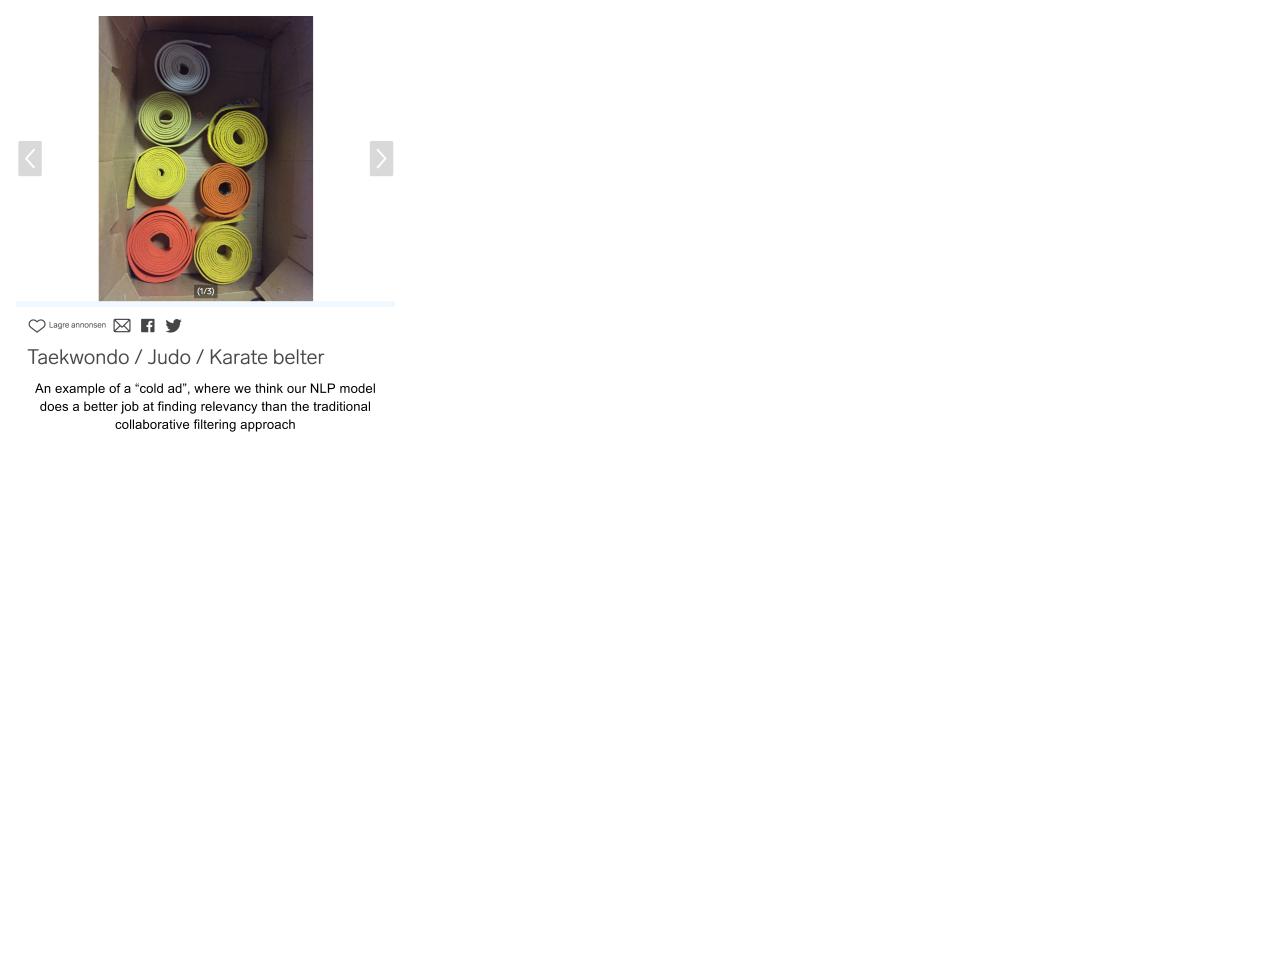 (1/3)
Lagre annonsen
Taekwondo / Judo / Karate belter
An example of a “cold ad”, where we think our NLP model
does a better job at finding relevancy than the traditional
collaborative filtering approach